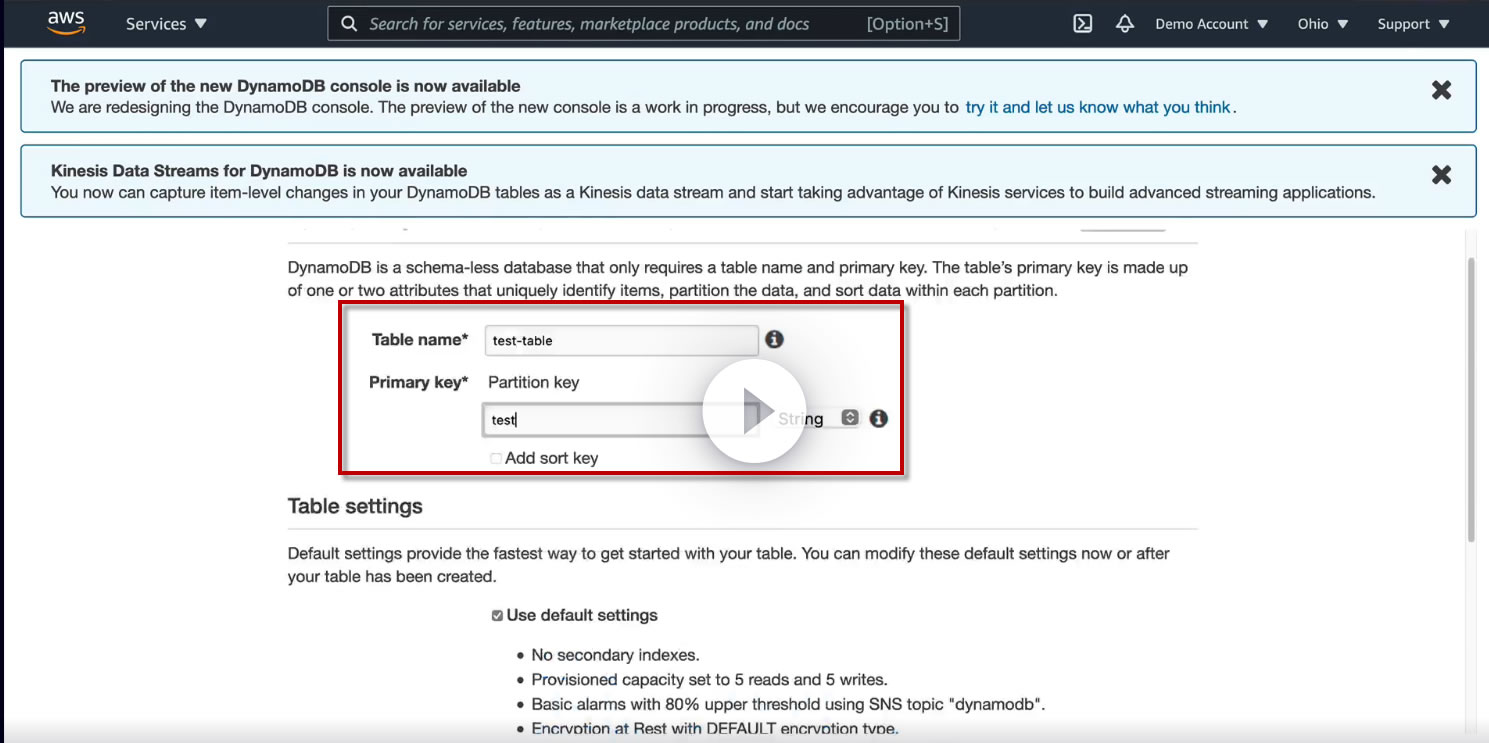 aws Services Search for services, features, marketplace products, and docs [Option+S] Demo Account Ohio Support
The preview of the new DynamoDB console is now available
We are redesigning the DynamoDB console. The preview of the new console is a work in progress, but we encourage you to try it and let us know what you think.
Kinesis Data Streams for DynamoDB is now available
You now can capture item-level changes in your DynamoDB tables as a Kinesis data stream and start taking advantage of Kinesis services to build advanced streaming applications.
DynamoDB is a schema-less database that only requires a table name and primary key. The table's primary key is made up
of one or two attributes that uniquely identify items, partition the data, and sort data within each partition.
Table name* test-table
Primary key* Partition key
test String
Add sort key
Table settings
Default settings provide the fastest way to get started with your table. You can modify these default settings now or after
your table has been created.
Use default settings
• No secondary indexes.
• Provisioned capacity set to 5 reads and 5 writes.
• Basic alarms with 80% upper threshold using SNS topic "dynamodb".
• Encryption at Rest with DEFAULT encryption type.